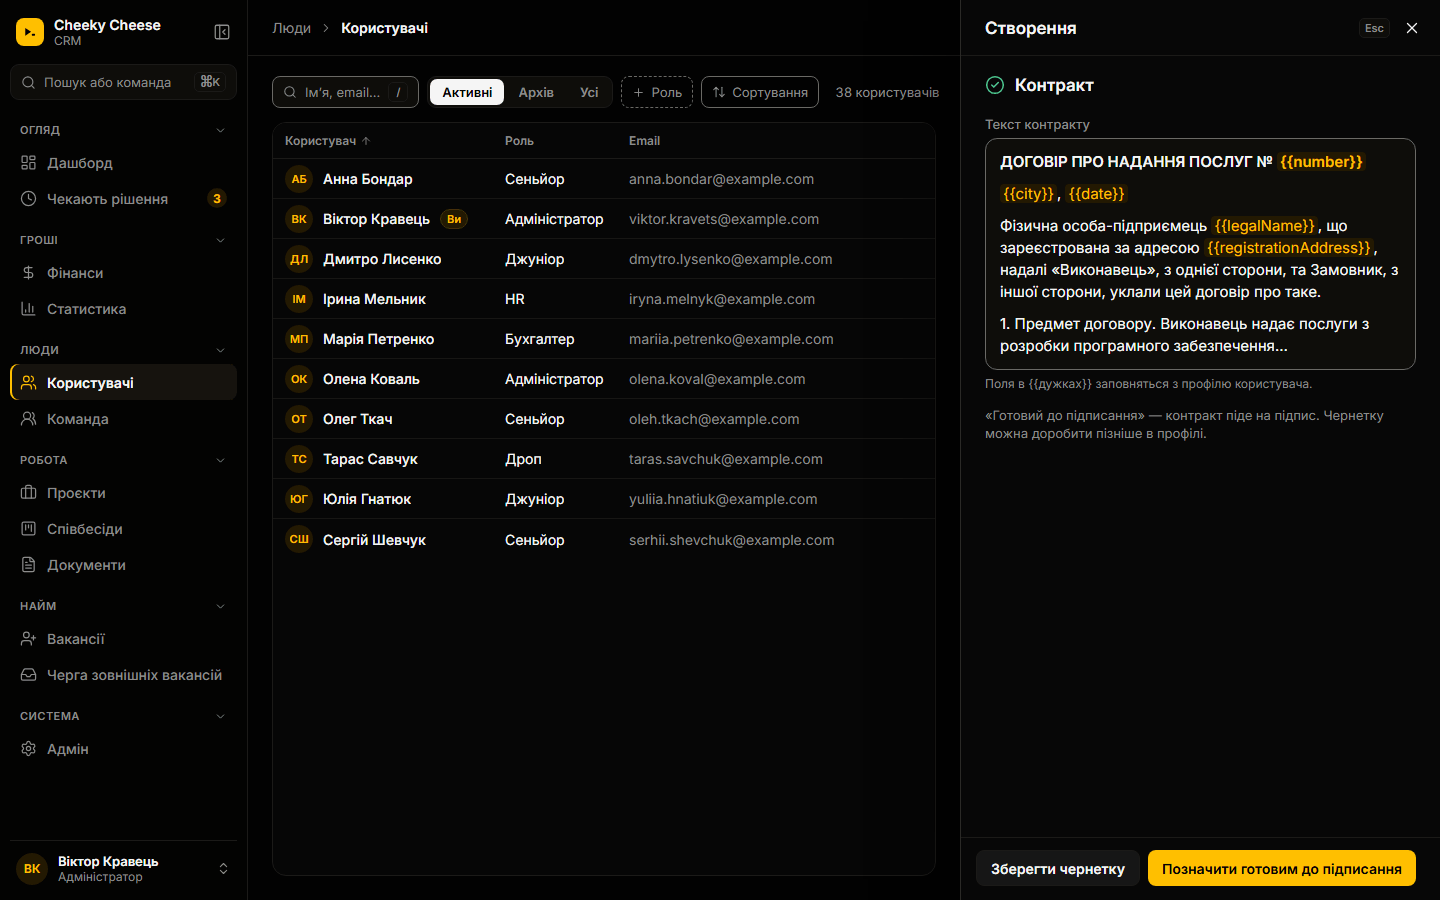 Cheeky Cheese
CRM
Пошук або команда ⌘K
ОГЛЯД
Дашборд
Чекають рішення 3
ГРОШІ
Фінанси
Статистика
ЛЮДИ
Користувачі
Команда
РОБОТА
Проєкти
Співбесіди
Документи
НАЙМ
Вакансії
Черга зовнішніх вакансій
СИСТЕМА
Адмін
ВК
Віктор Кравець
Адміністратор
Люди > Користувачі
Ім’я, email... /
Активні Архів Усі
+ Роль
Сортування
38 користувачів
Користувач Роль Email
АБ Анна Бондар Сеньйор anna.bondar@example.com
ВК Віктор Кравець Ви Адміністратор viktor.kravets@example.com
ДЛ Дмитро Лисенко Джуніор dmytro.lysenko@example.com
ІМ Ірина Мельник HR iryna.melnyk@example.com
МП Марія Петренко Бухгалтер mariia.petrenko@example.com
ОК Олена Коваль Адміністратор olena.koval@example.com
ОТ Олег Ткач Сеньйор oleh.tkach@example.com
ТС Тарас Савчук Дроп taras.savchuk@example.com
ЮГ Юлія Гнатюк Джуніор yuliia.hnatiuk@example.com
СШ Сергій Шевчук Сеньйор serhii.shevchuk@example.com
Створення Esc
Контракт
Текст контракту
ДОГОВІР ПРО НАДАННЯ ПОСЛУГ № {{number}}
{{city}}, {{date}}
Фізична особа-підприємець {{legalName}}, що
зареєстрована за адресою {{registrationAddress}},
надалі «Виконавець», з однієї сторони, та Замовник, з
іншої сторони, уклали цей договір про таке.
1. Предмет договору. Виконавець надає послуги з
розробки програмного забезпечення...
Поля в {{дужках}} заповняться з профілю користувача.
«Готовий до підписання» — контракт піде на підпис. Чернетку
можна доробити пізніше в профілі.
Зберегти чернетку
Позначити готовим до підписання